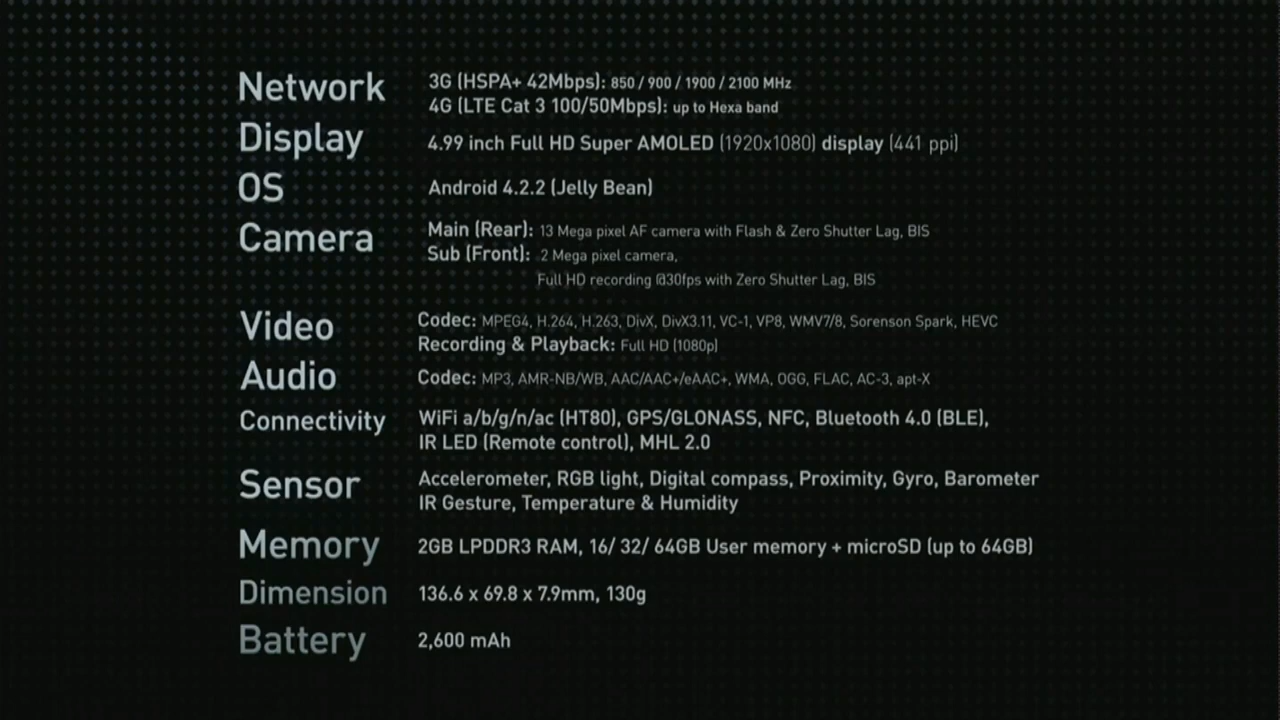 Network 3G (HSPA+ 42Mbps): 850 / 900 / 1900 / 2100 MHz
4G (LTE Cat 3 100/50Mbps): up to Hexa band
Display 4.99 inch Full HD Super AMOLED (1920x1080) display (441 ppi)
OS Android 4.2.2 (Jelly Bean)
Camera Main (Rear): 13 Mega pixel AF camera with Flash & Zero Shutter Lag, BIS
Sub (Front): 2 Mega pixel camera,
Full HD recording @30fps with Zero Shutter Lag, BIS
Video Codec: MPEG4, H.264, H.263, DivX, DivX3.11, VC-1, VP8, WMV7/8, Sorenson Spark, HEVC
Recording & Playback: Full HD (1080p)
Audio Codec: MP3, AMR-NB/WB, AAC/AAC+/eAAC+, WMA, OGG, FLAC, AC-3, apt-X
Connectivity WiFi a/b/g/n/ac (HT80), GPS/GLONASS, NFC, Bluetooth 4.0 (BLE),
IR LED (Remote control), MHL 2.0
Sensor Accelerometer, RGB light, Digital compass, Proximity, Gyro, Barometer
IR Gesture, Temperature & Humidity
Memory 2GB LPDDR3 RAM, 16/ 32/ 64GB User memory + microSD (up to 64GB)
Dimension 136.6 x 69.8 x 7.9mm, 130g
Battery 2,600 mAh